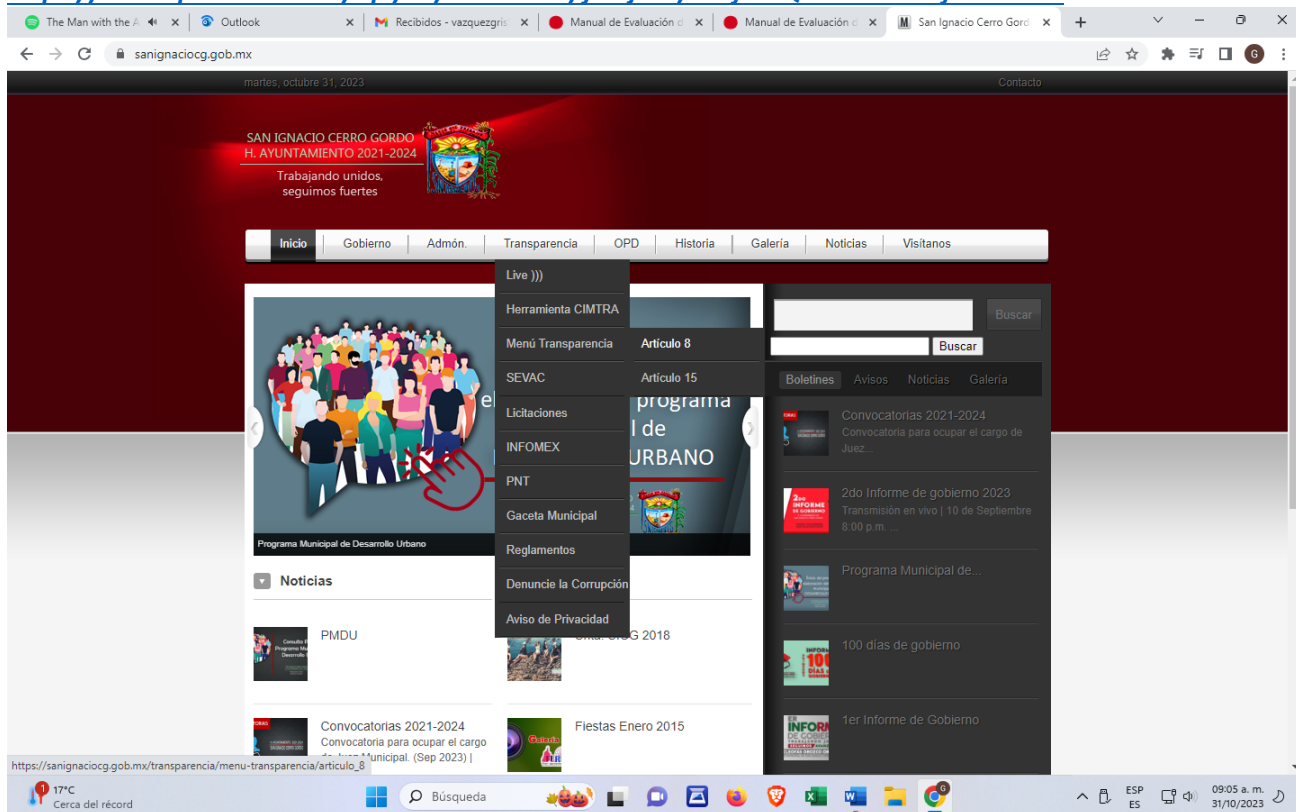 The Man with the A
Outlook
Recibidos - vazquezgris
Manual de Evaluación d
Manual de Evaluación d
San Ignacio Cerro Gord
sanignaciocg.gob.mx
G
martes, octubre 31, 2023
Contacto
SAN IGNACIO CERRO GORDO
H. AYUNTAMIENTO 2021-2024
Trabajando unidos,
seguimos fuertes
Inicio
Gobierno
Admón.
Transparencia
OPD
Historia
Galería
Noticias
Visítanos
Live )))
Herramienta CIMTRA
Menú Transparencia
SEVAC
Licitaciones
INFOMEX
PNT
Gaceta Municipal
Reglamentos
Denuncie la Corrupción
Aviso de Privacidad
Artículo 8
Artículo 15
programa
URBANO
Programa Municipal de Desarrollo Urbano
Buscar
Buscar
Boletines
Avisos
Noticias
Galería
Convocatorias 2021-2024
Convocatoria para ocupar el cargo de
Juez...
2do Informe de gobierno 2023
Transmisión en vivo | 10 de Septiembre
8:00 p.m. ...
Programa Municipal de...
100 días de gobierno
1er Informe de Gobierno
Noticias
PMDU
2018
Convocatorias 2021-2024
Convocatoria para ocupar el cargo
de Juez Municipal. (Sep 2023) |
Fiestas Enero 2015
https://sanignaciocg.gob.mx/transparencia/menu-transparencia/articulo_8
17°C
Cerca del récord
Búsqueda
ESP
ES
09:05 a. m.
31/10/2023